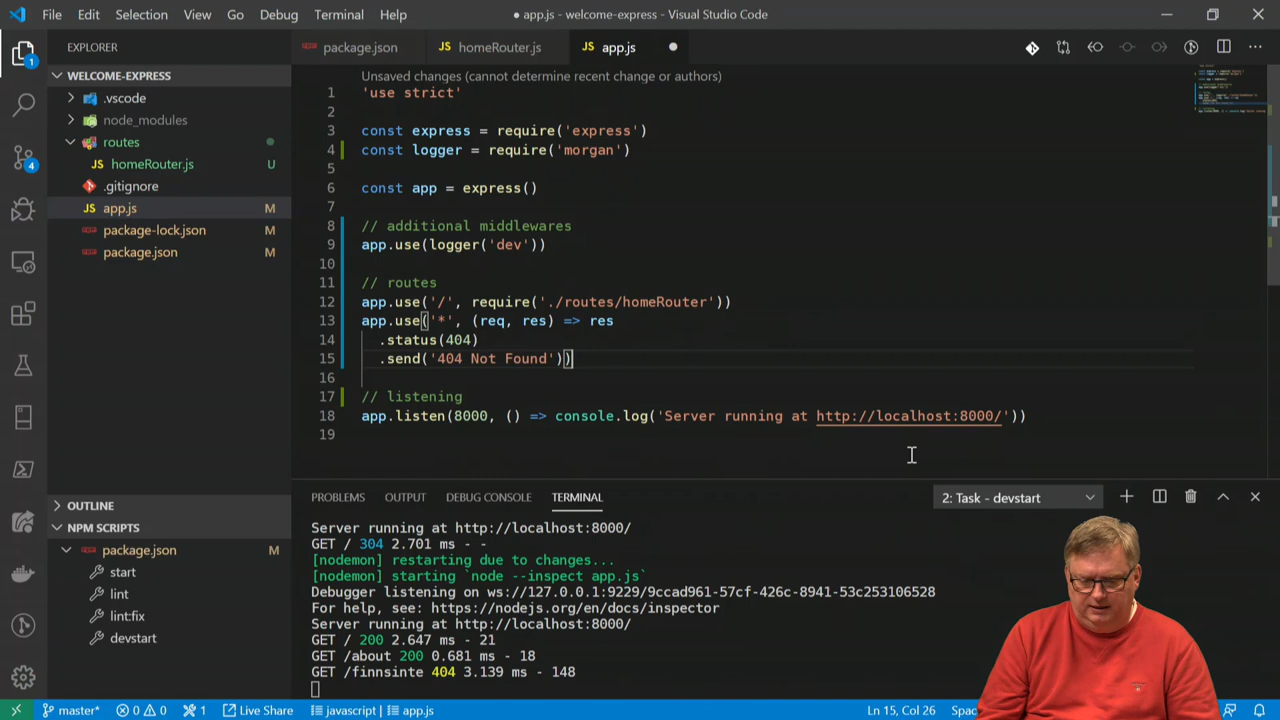 File Edit Selection View Go Debug Terminal Help
● app.js - welcome-express - Visual Studio Code
EXPLORER
WELCOME-EXPRESS
.vscode
node_modules
routes
JS homeRouter.js U
.gitignore
JS app.js M
package-lock.json M
package.json M
OUTLINE
NPM SCRIPTS
package.json M
start
lint
lint:fix
devstart
1
4
package.json
JS homeRouter.js
JS app.js ●
Unsaved changes (cannot determine recent change or authors)
1 'use strict'
2
3 const express = require('express')
4 const logger = require('morgan')
5
6 const app = express()
7
8 // additional middlewares
9 app.use(logger('dev'))
10
11 // routes
12 app.use('/', require('./routes/homeRouter'))
13 app.use('*', (req, res) => res
14 .status(404)
15 .send('404 Not Found'))
16
17 // listening
18 app.listen(8000, () => console.log('Server running at http://localhost:8000/'))
19
PROBLEMS OUTPUT DEBUG CONSOLE TERMINAL
2: Task - devstart
Server running at http://localhost:8000/
GET / 304 2.701 ms - -
[nodemon] restarting due to changes...
[nodemon] starting `node --inspect app.js`
Debugger listening on ws://127.0.0.1:9229/9ccad961-57cf-426c-8941-53c253106528
For help, see: https://nodejs.org/en/docs/inspector
Server running at http://localhost:8000/
GET / 200 2.647 ms - 21
GET /about 200 0.681 ms - 18
GET /finnsinte 404 3.139 ms - 148
master* 0 0 1 Live Share javascript | app.js
Ln 15, Col 26 Spac